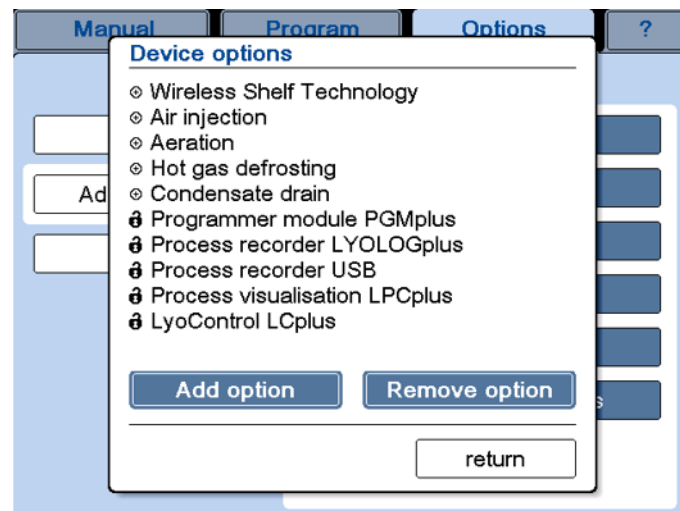 Manual Program Options ?
Device options
Wireless Shelf Technology
Air injection
Aeration
Hot gas defrosting
Condensate drain
Programmer module PGMplus
Process recorder LYOLOGplus
Process recorder USB
Process visualisation LPCplus
LyoControl LCplus
Ad
Add option Remove option
s
return